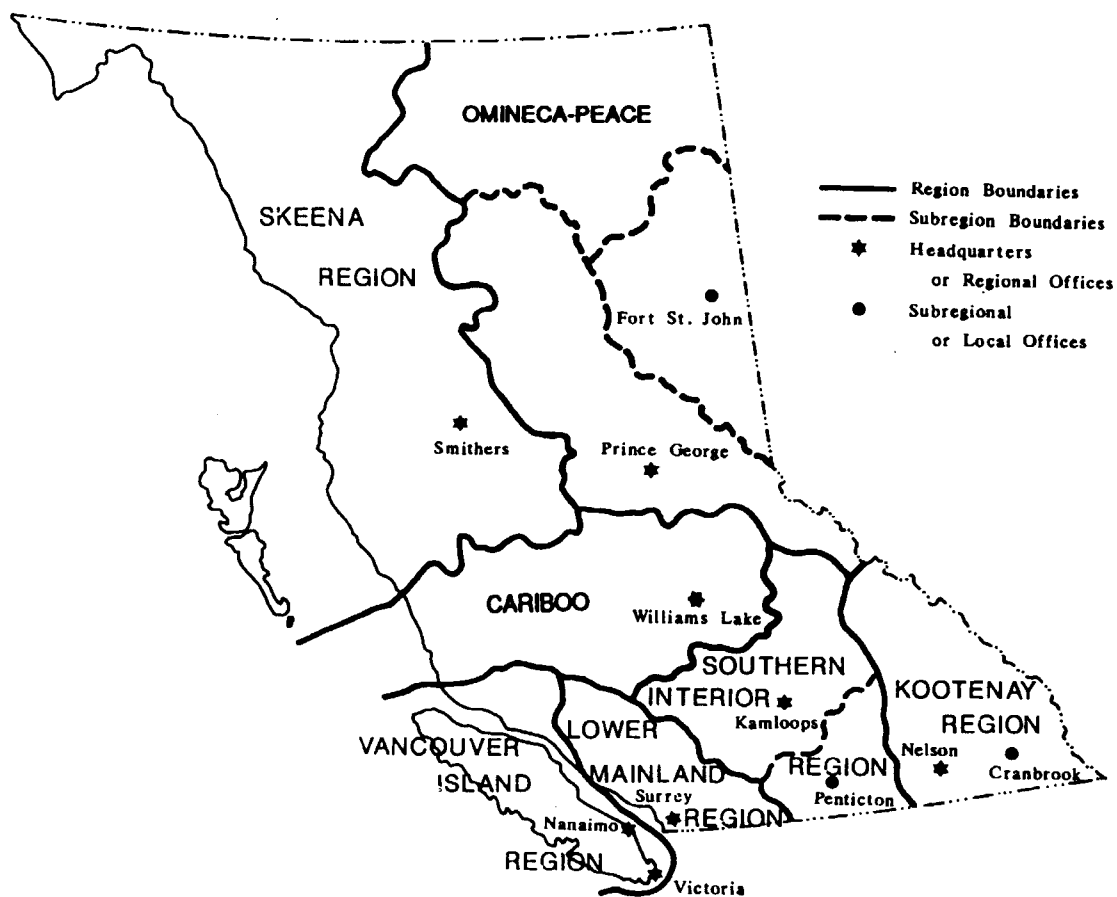 OMINECA-PEACE
SKEENA
REGION
Region Boundaries
Subregion Boundaries
Headquarters
or Regional Offices
Subregional
or Local Offices
Fort St. John
Smithers
Prince George
CARIBOO
Williams Lake
SOUTHERN
INTERIOR
Kamloops
REGION
Penticton
KOOTENAY
REGION
Nelson
Cranbrook
LOWER
MAINLAND
Surrey
REGION
VANCOUVER
ISLAND
Nanaimo
REGION
Victoria